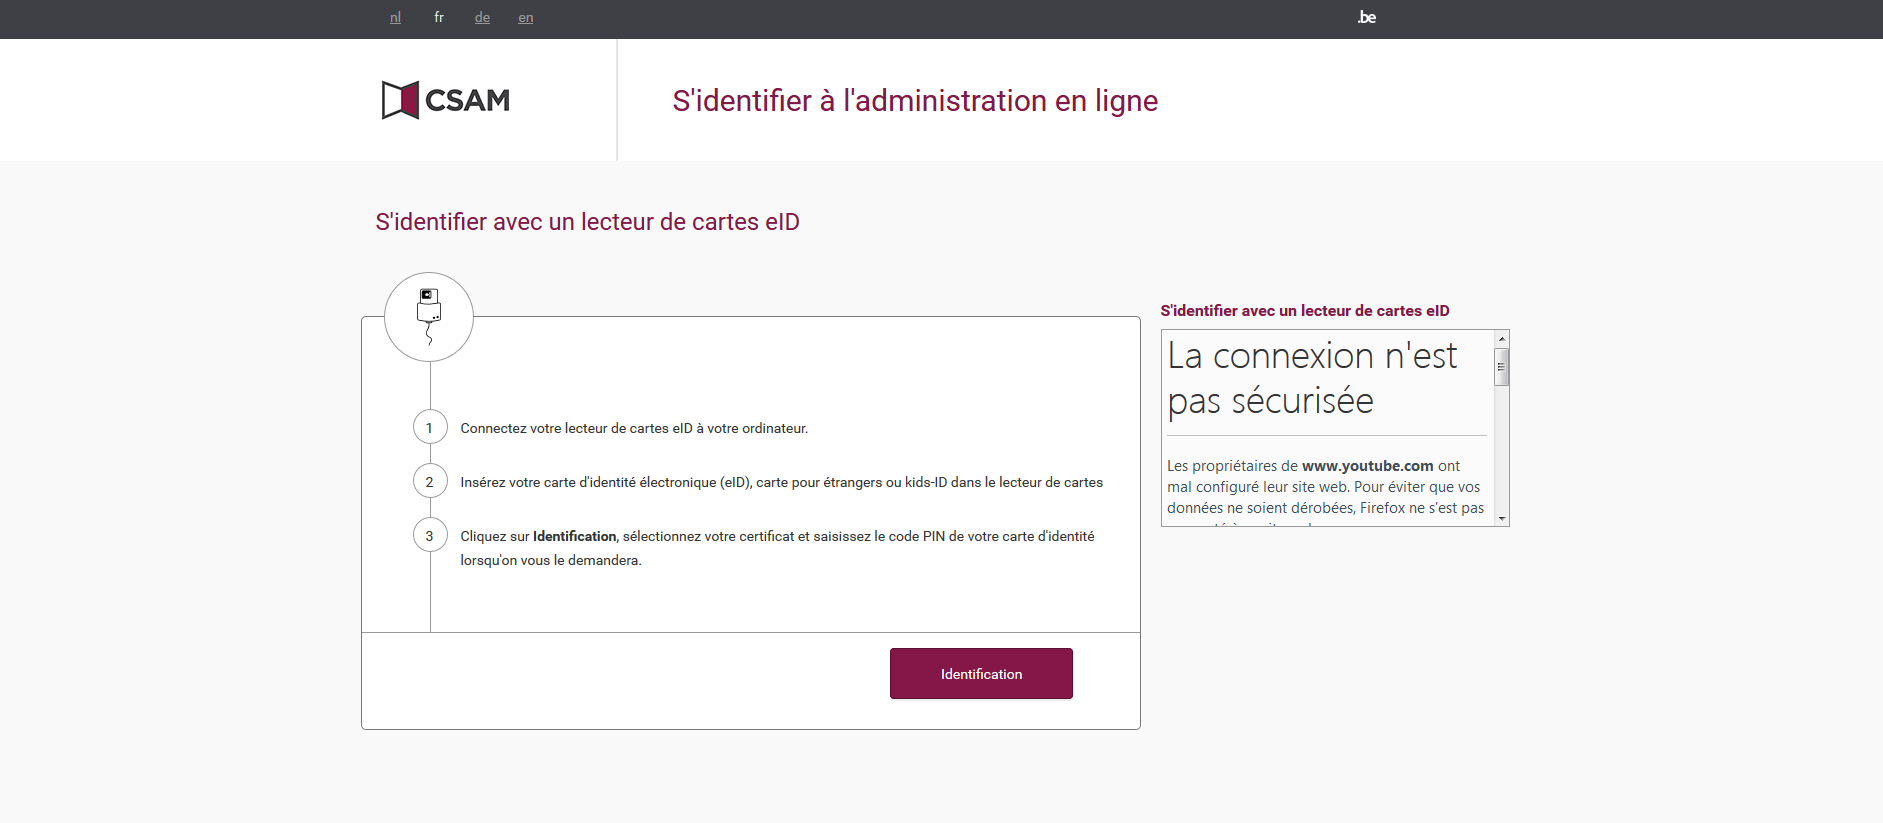 nl fr de en .be
CSAM
S'identifier à l'administration en ligne
S'identifier avec un lecteur de cartes eID
1 Connectez votre lecteur de cartes eID à votre ordinateur.
2 Insérez votre carte d'identité électronique (eID), carte pour étrangers ou kids-ID dans le lecteur de cartes
3 Cliquez sur Identification, sélectionnez votre certificat et saisissez le code PIN de votre carte d'identité
lorsqu'on vous le demandera.
Identification
S'identifier avec un lecteur de cartes eID
La connexion n'est
pas sécurisée
Les propriétaires de www.youtube.com ont
mal configuré leur site web. Pour éviter que vos
données ne soient dérobées, Firefox ne s'est pas